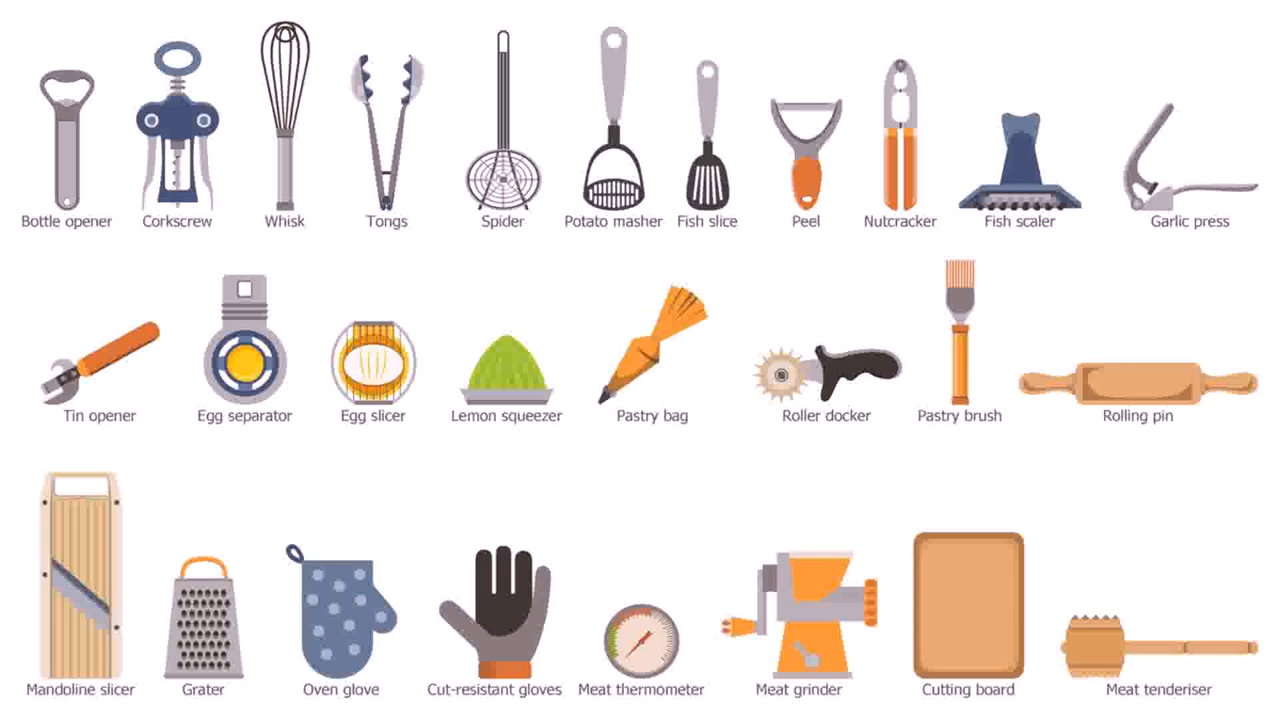 Bottle opener
Corkscrew
Whisk
Tongs
Spider
Potato masher
Fish slice
Peel
Nutcracker
Fish scaler
Garlic press
Tin opener
Egg separator
Egg slicer
Lemon squeezer
Pastry bag
Roller docker
Pastry brush
Rolling pin
Mandoline slicer
Grater
Oven glove
Cut-resistant gloves
Meat thermometer
Meat grinder
Cutting board
Meat tenderiser